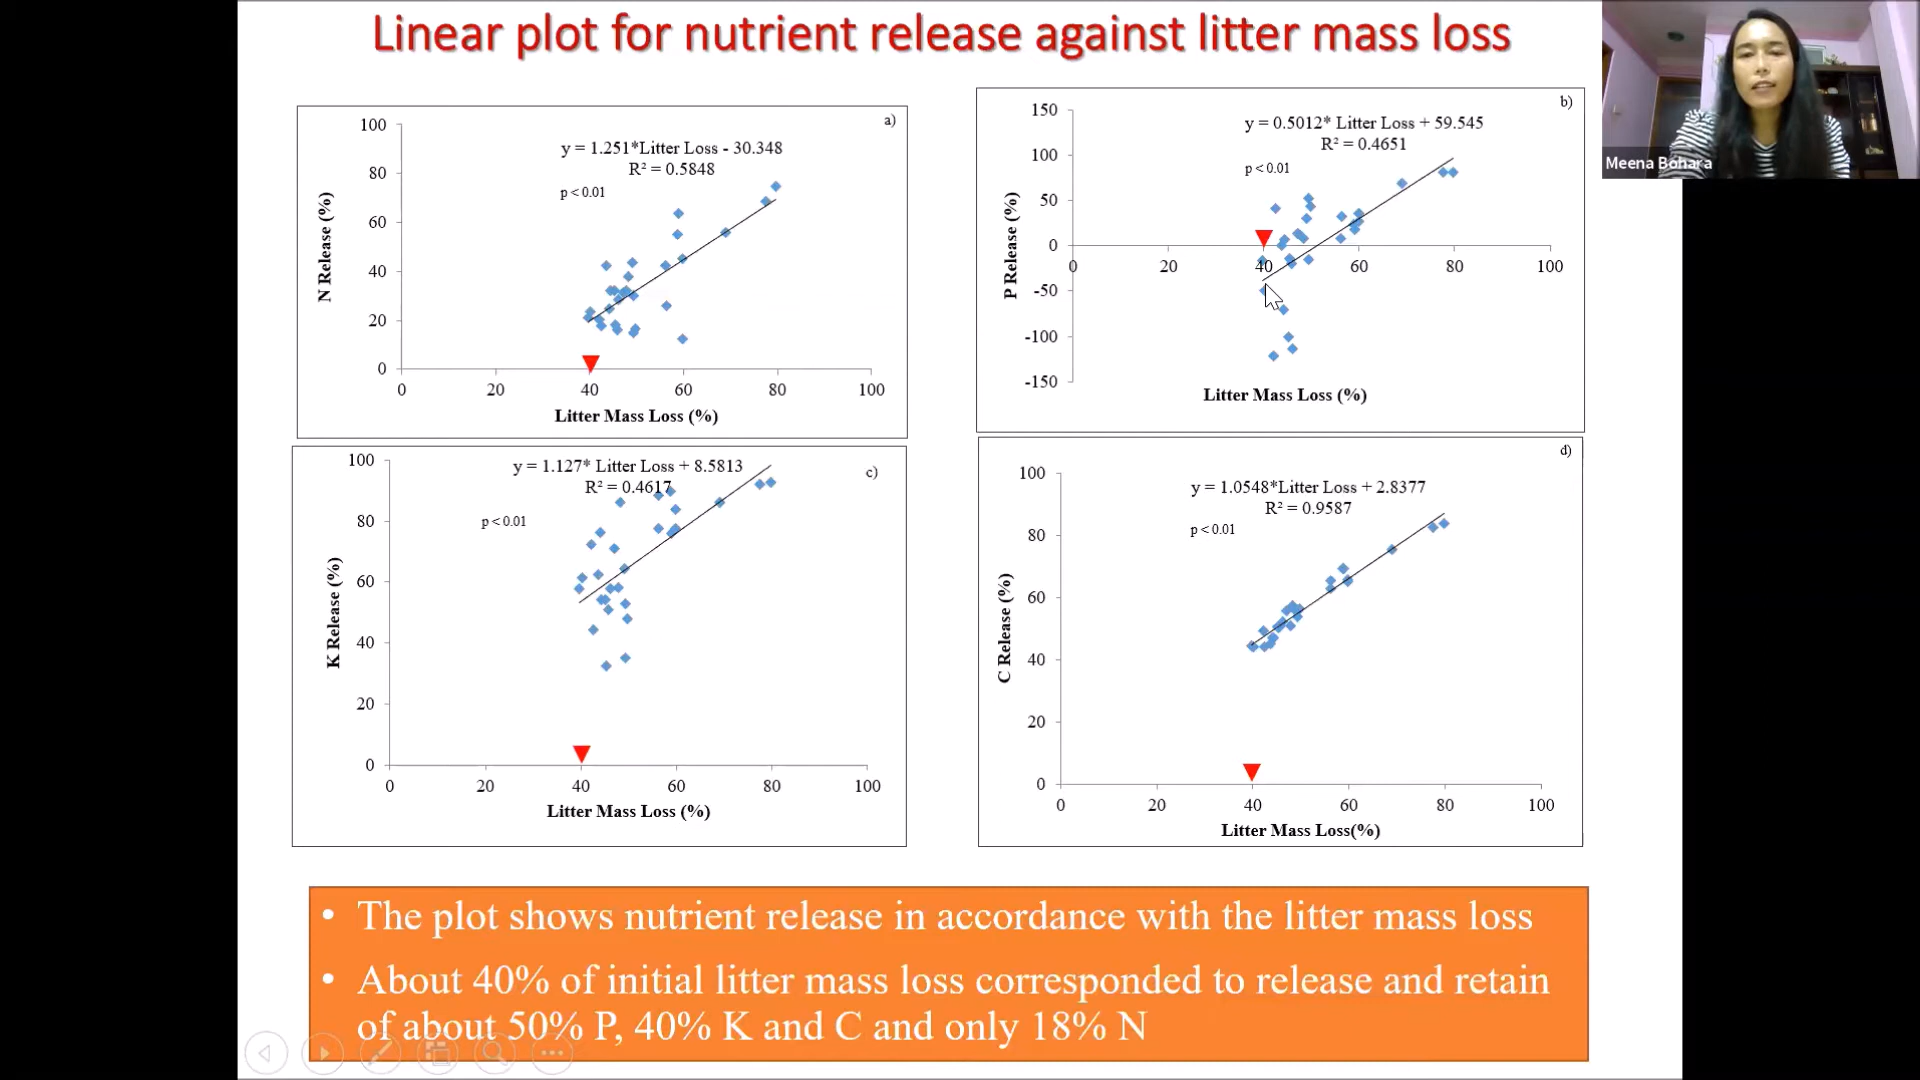 Linear plot for nutrient release against litter mass loss
Meena Bohara
a)
y = 1.251*Litter Loss - 30.348
R² = 0.5848
p < 0.01
N Release (%)
100
80
60
40
20
0
0 20 40 60 80 100
Litter Mass Loss (%)
b)
y = 0.5012* Litter Loss + 59.545
R² = 0.4651
p < 0.01
P Release (%)
150
100
50
0
-50
-100
-150
0 20 40 60 80 100
Litter Mass Loss (%)
c)
y = 1.127* Litter Loss + 8.5813
R² = 0.4617
p < 0.01
K Release (%)
100
80
60
40
20
0
0 20 40 60 80 100
Litter Mass Loss (%)
d)
y = 1.0548*Litter Loss + 2.8377
R² = 0.9587
p < 0.01
C Release (%)
100
80
60
40
20
0
0 20 40 60 80 100
Litter Mass Loss(%)
• The plot shows nutrient release in accordance with the litter mass loss
• About 40% of initial litter mass loss corresponded to release and retain
of about 50% P, 40% K and C and only 18% N